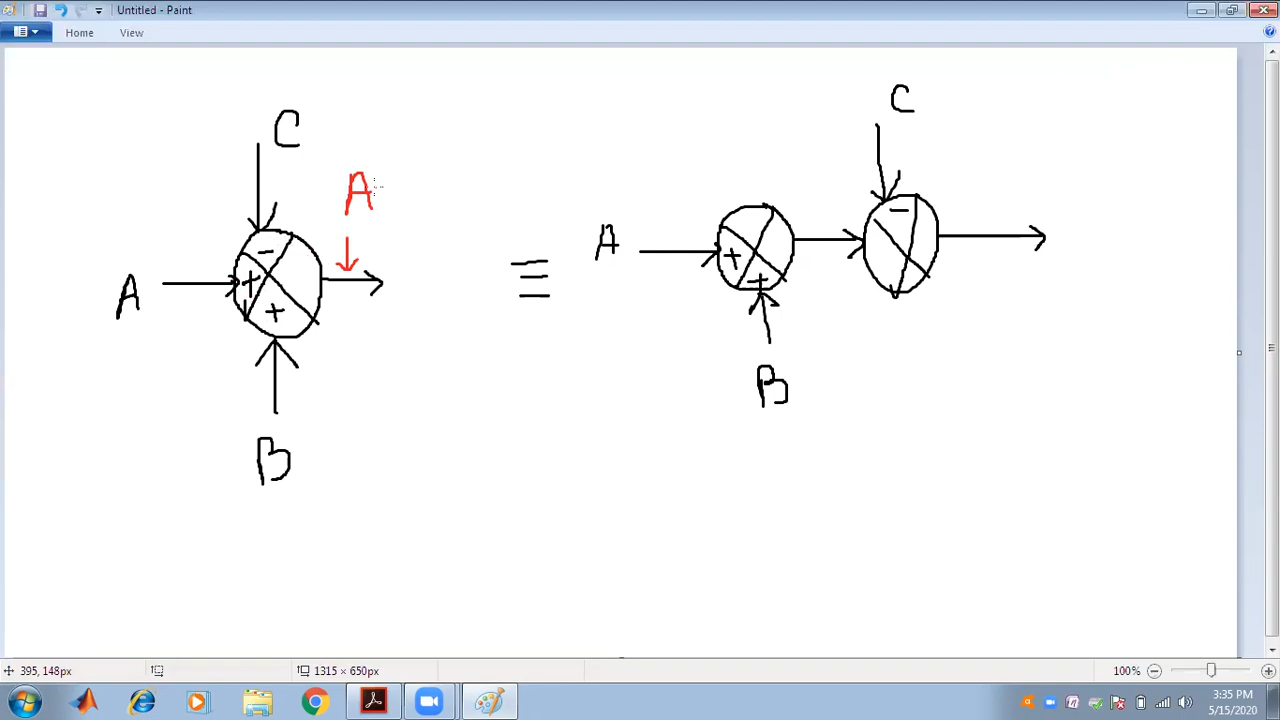 Untitled - Paint
Home View
C
C
A
A
A
- + +
+ +
-
B
B
395, 148px
1315 × 650px
100%
3:35 PM
5/15/2020